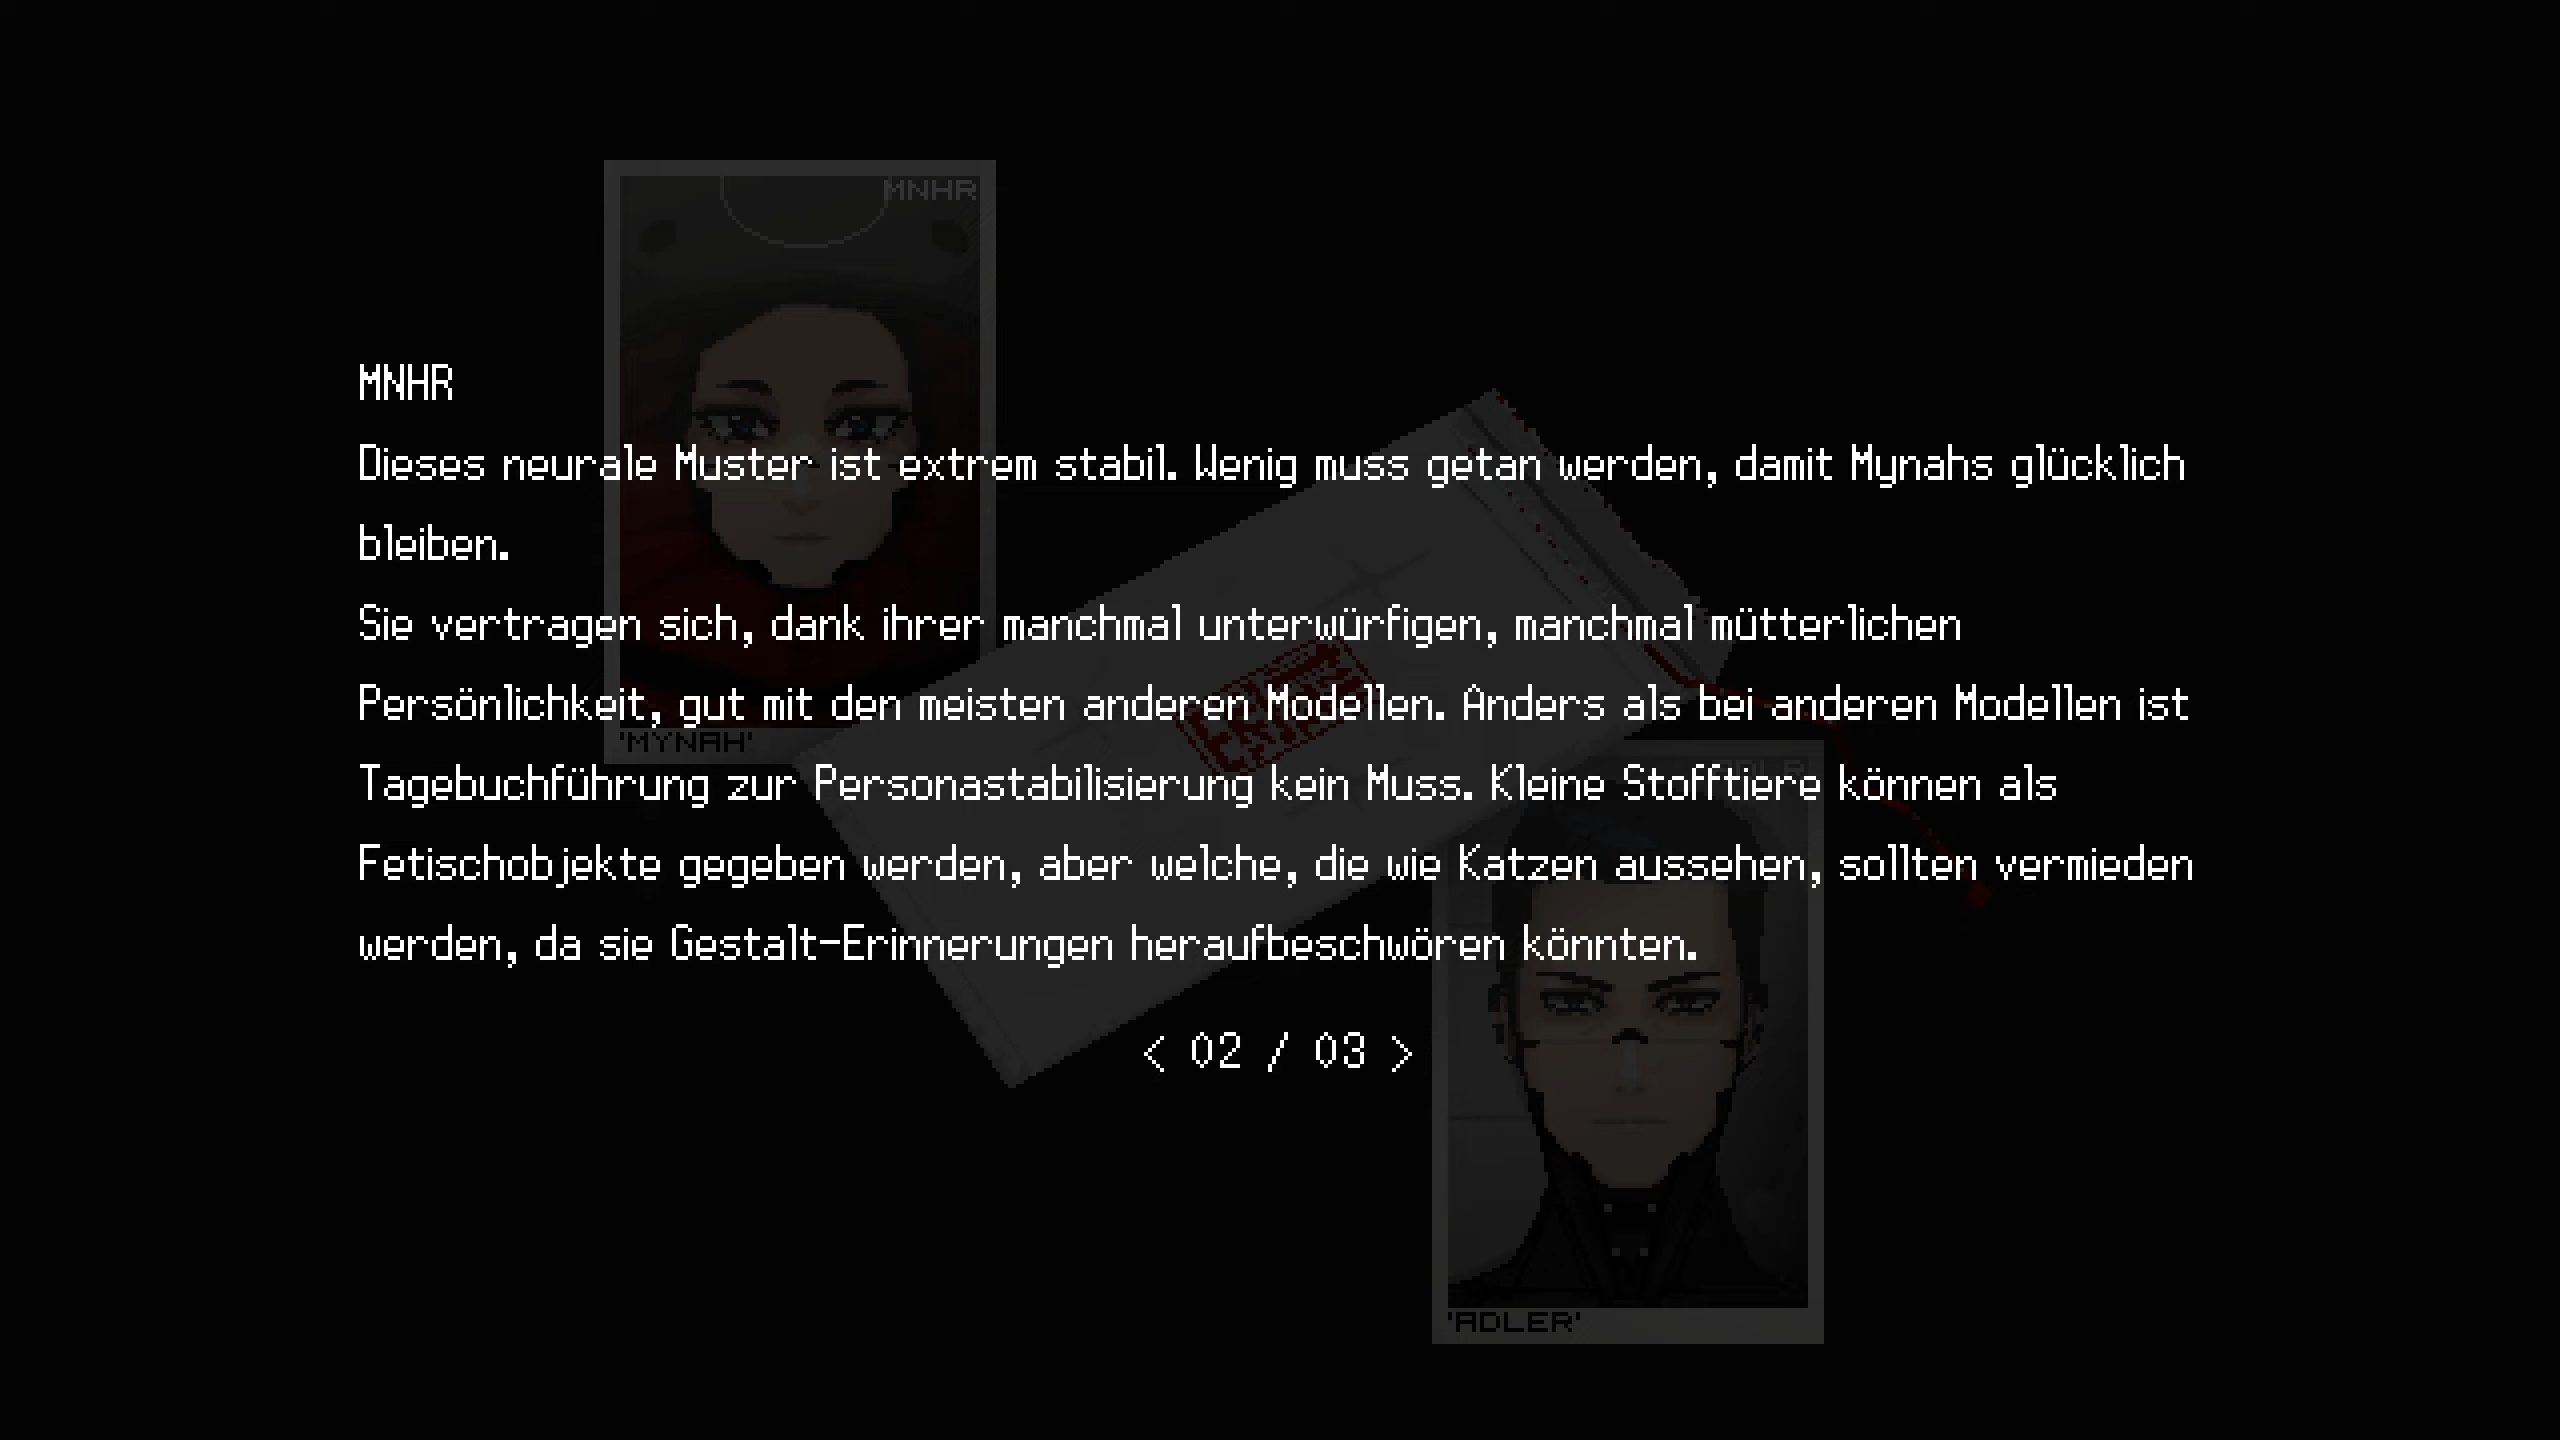 MNHR
MNHR
Dieses neurale Muster ist extrem stabil. Wenig muss getan werden, damit Mynahs glücklich
bleiben.
Sie vertragen sich, dank ihrer manchmal unterwürfigen, manchmal mütterlichen
Persönlichkeit, gut mit den meisten anderen Modellen. Anders als bei anderen Modellen ist
'MYNAH'
Tagebuchführung zur Personastabilisierung kein Muss. Kleine Stofftiere können als
ADLR
Fetischobjekte gegeben werden, aber welche, die wie Katzen aussehen, sollten vermieden
werden, da sie Gestalt-Erinnerungen heraufbeschwören könnten.
< 02 / 03 >
'ADLER'